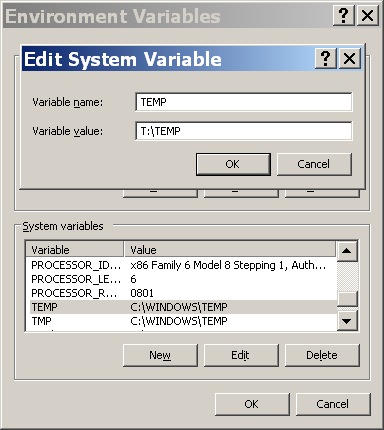 Environment Variables
Edit System Variable
Variable name: TEMP
Variable value: T:\TEMP
OK Cancel
System variables
Variable Value
PROCESSOR_ID... x86 Family 6 Model 8 Stepping 1, Auth...
PROCESSOR_LE... 6
PROCESSOR_R... 0801
TEMP C:\WINDOWS\TEMP
TMP C:\WINDOWS\TEMP
New Edit Delete
OK Cancel